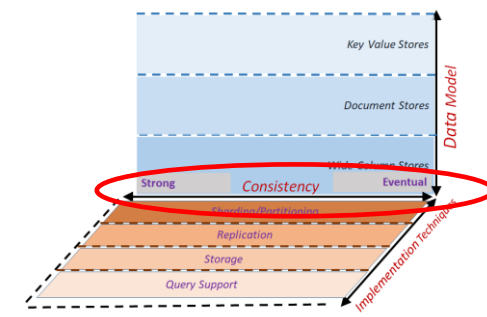 Key Value Stores
Document Stores
Data Model
Wide Column Stores
Strong
Consistency
Eventual
Sharding/Partitioning
Replication
Storage
Query Support
Implementation Techniques